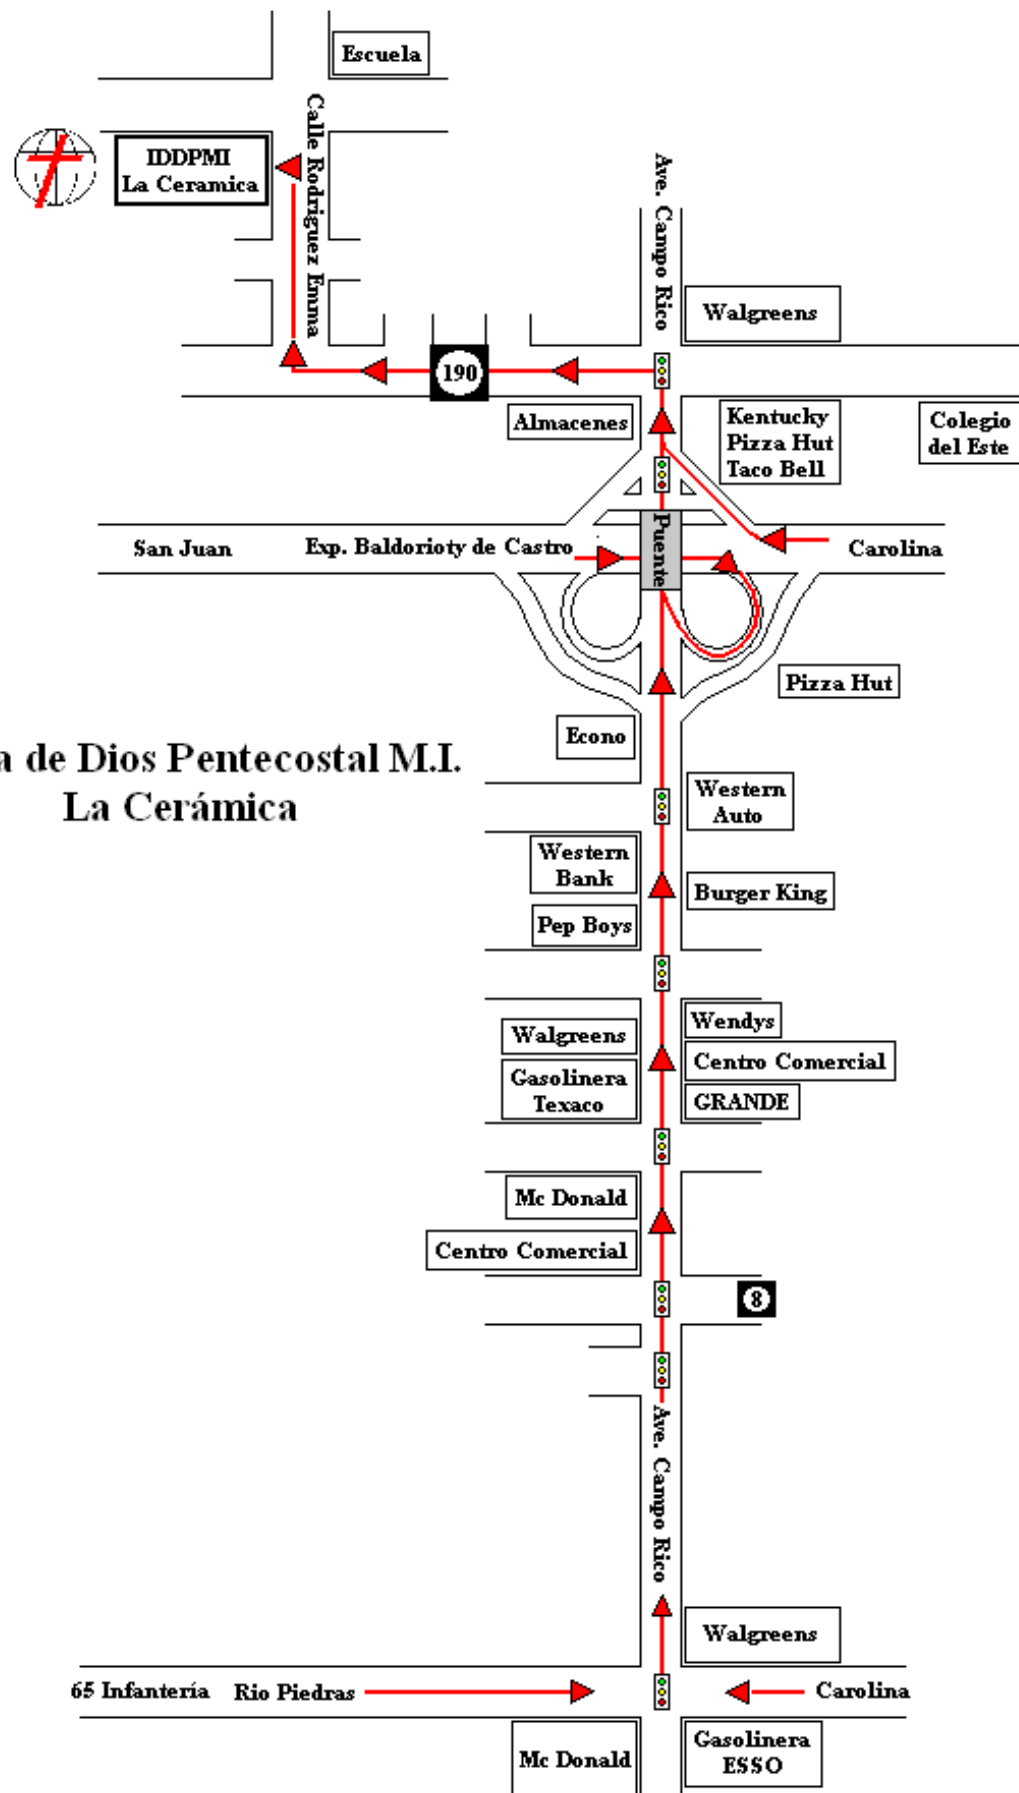 Escuela
Calle Rodriguez Emma
IDDPMI
La Ceramica
Ave. Campo Rico
Walgreens
190
Almacenes
Kentucky
Pizza Hut
Taco Bell
Colegio
del Este
Puente
San Juan
Exp. Baldorioty de Castro
Carolina
Pizza Hut
Econo
a de Dios Pentecostal M.I.
La Cerámica
Western
Auto
Western
Bank
Burger King
Pep Boys
Walgreens
Wendys
Centro Comercial
Gasolinera
Texaco
GRANDE
Mc Donald
Centro Comercial
8
Ave. Campo Rico
Walgreens
65 Infantería
Rio Piedras
Carolina
Mc Donald
Gasolinera
ESSO